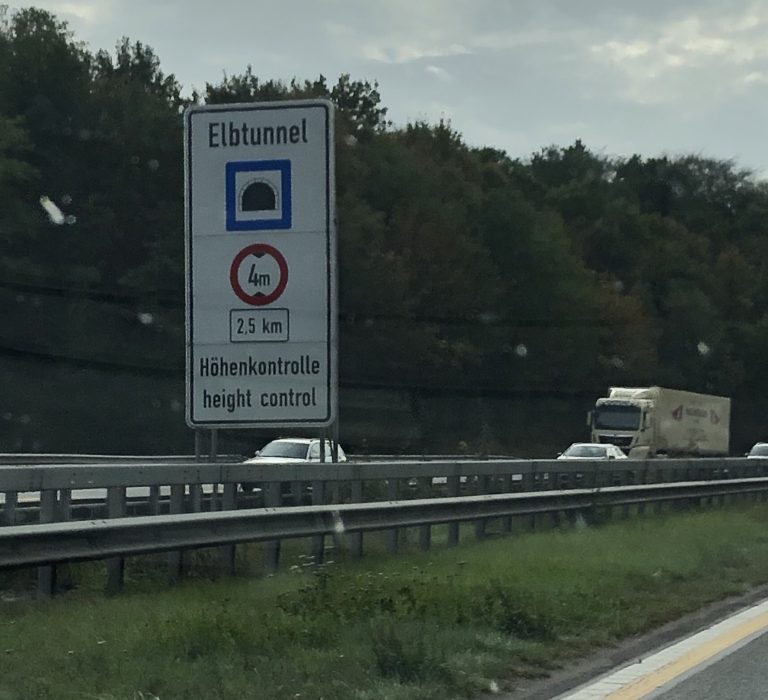 Elbtunnel
4m
2,5 km
Höhenkontrolle
height control